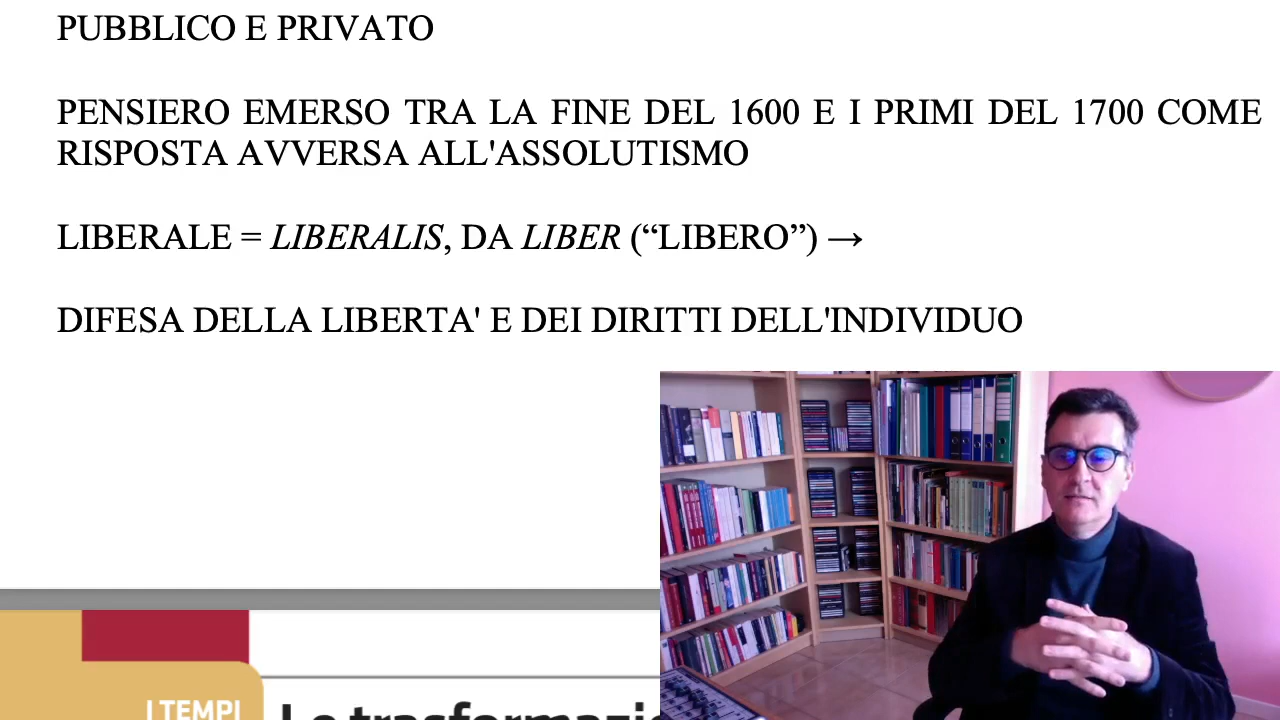 PUBBLICO E PRIVATO
PENSIERO EMERSO TRA LA FINE DEL 1600 E I PRIMI DEL 1700 COME
RISPOSTA AVVERSA ALL'ASSOLUTISMO
LIBERALE = LIBERALIS, DA LIBER (“LIBERO”) →
DIFESA DELLA LIBERTA' E DEI DIRITTI DELL'INDIVIDUO
I TEMPI